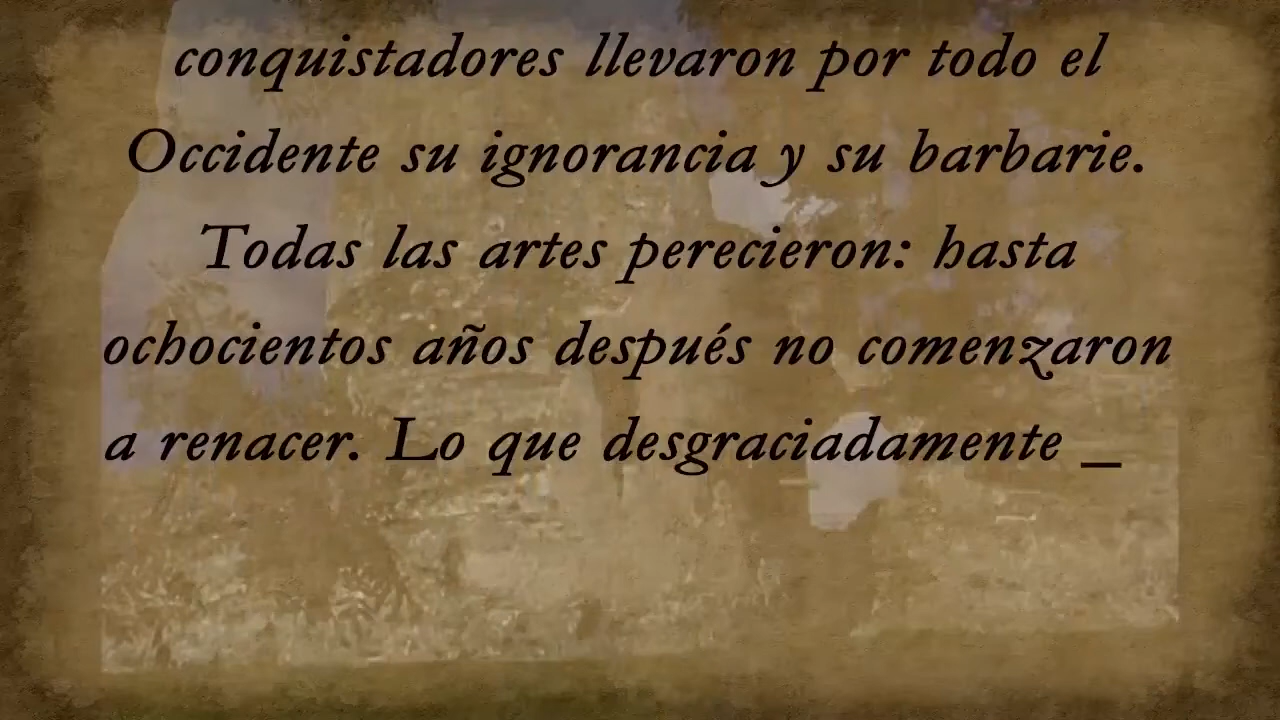 conquistadores llevaron por todo el
Occidente su ignorancia y su barbarie.
Todas las artes perecieron: hasta
ochocientos años después no comenzaron
a renacer. Lo que desgraciadamente _